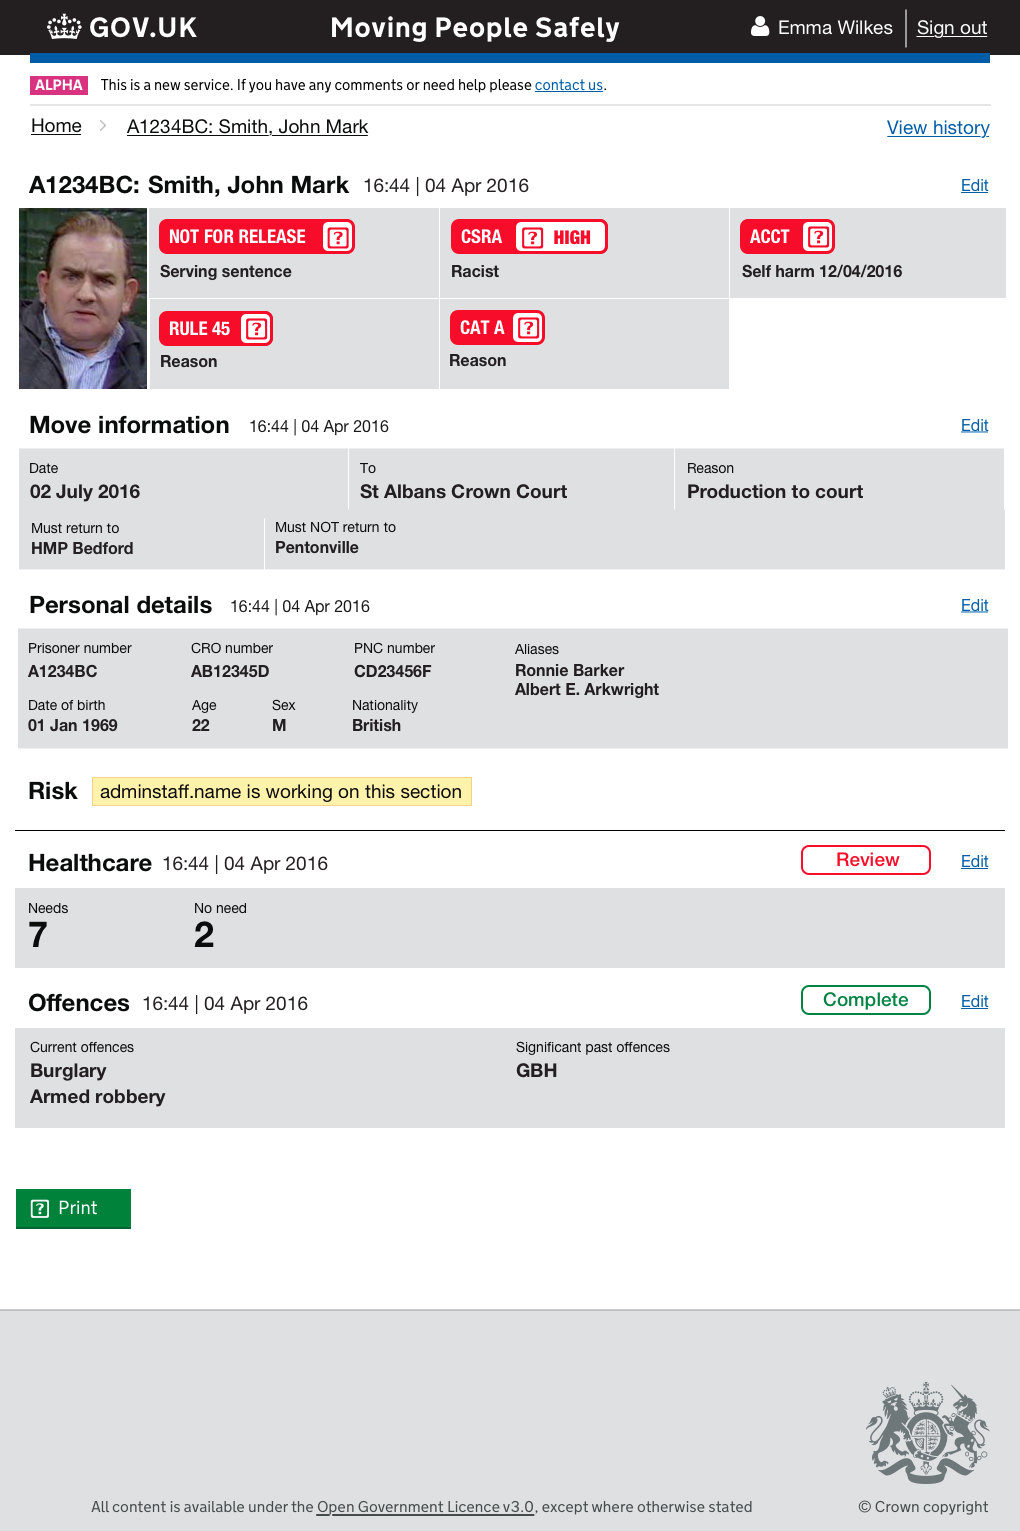 GOV.UK Moving People Safely Emma Wilkes Sign out
ALPHA This is a new service. If you have any comments or need help please contact us.
Home A1234BC: Smith, John Mark View history
A1234BC: Smith, John Mark 16:44 | 04 Apr 2016 Edit
NOT FOR RELEASE ? CSRA ? HIGH ACCT ?
Serving sentence Racist Self harm 12/04/2016
RULE 45 ? CAT A ?
Reason Reason
Move information 16:44 | 04 Apr 2016 Edit
Date To Reason
02 July 2016 St Albans Crown Court Production to court
Must return to Must NOT return to
HMP Bedford Pentonville
Personal details 16:44 | 04 Apr 2016 Edit
Prisoner number CRO number PNC number Aliases
A1234BC AB12345D CD23456F Ronnie Barker
Albert E. Arkwright
Date of birth Age Sex Nationality
01 Jan 1969 22 M British
Risk adminstaff.name is working on this section
Healthcare 16:44 | 04 Apr 2016 Review Edit
Needs No need
7 2
Offences 16:44 | 04 Apr 2016 Complete Edit
Current offences Significant past offences
Burglary GBH
Armed robbery
? Print
All content is available under the Open Government Licence v3.0, except where otherwise stated © Crown copyright